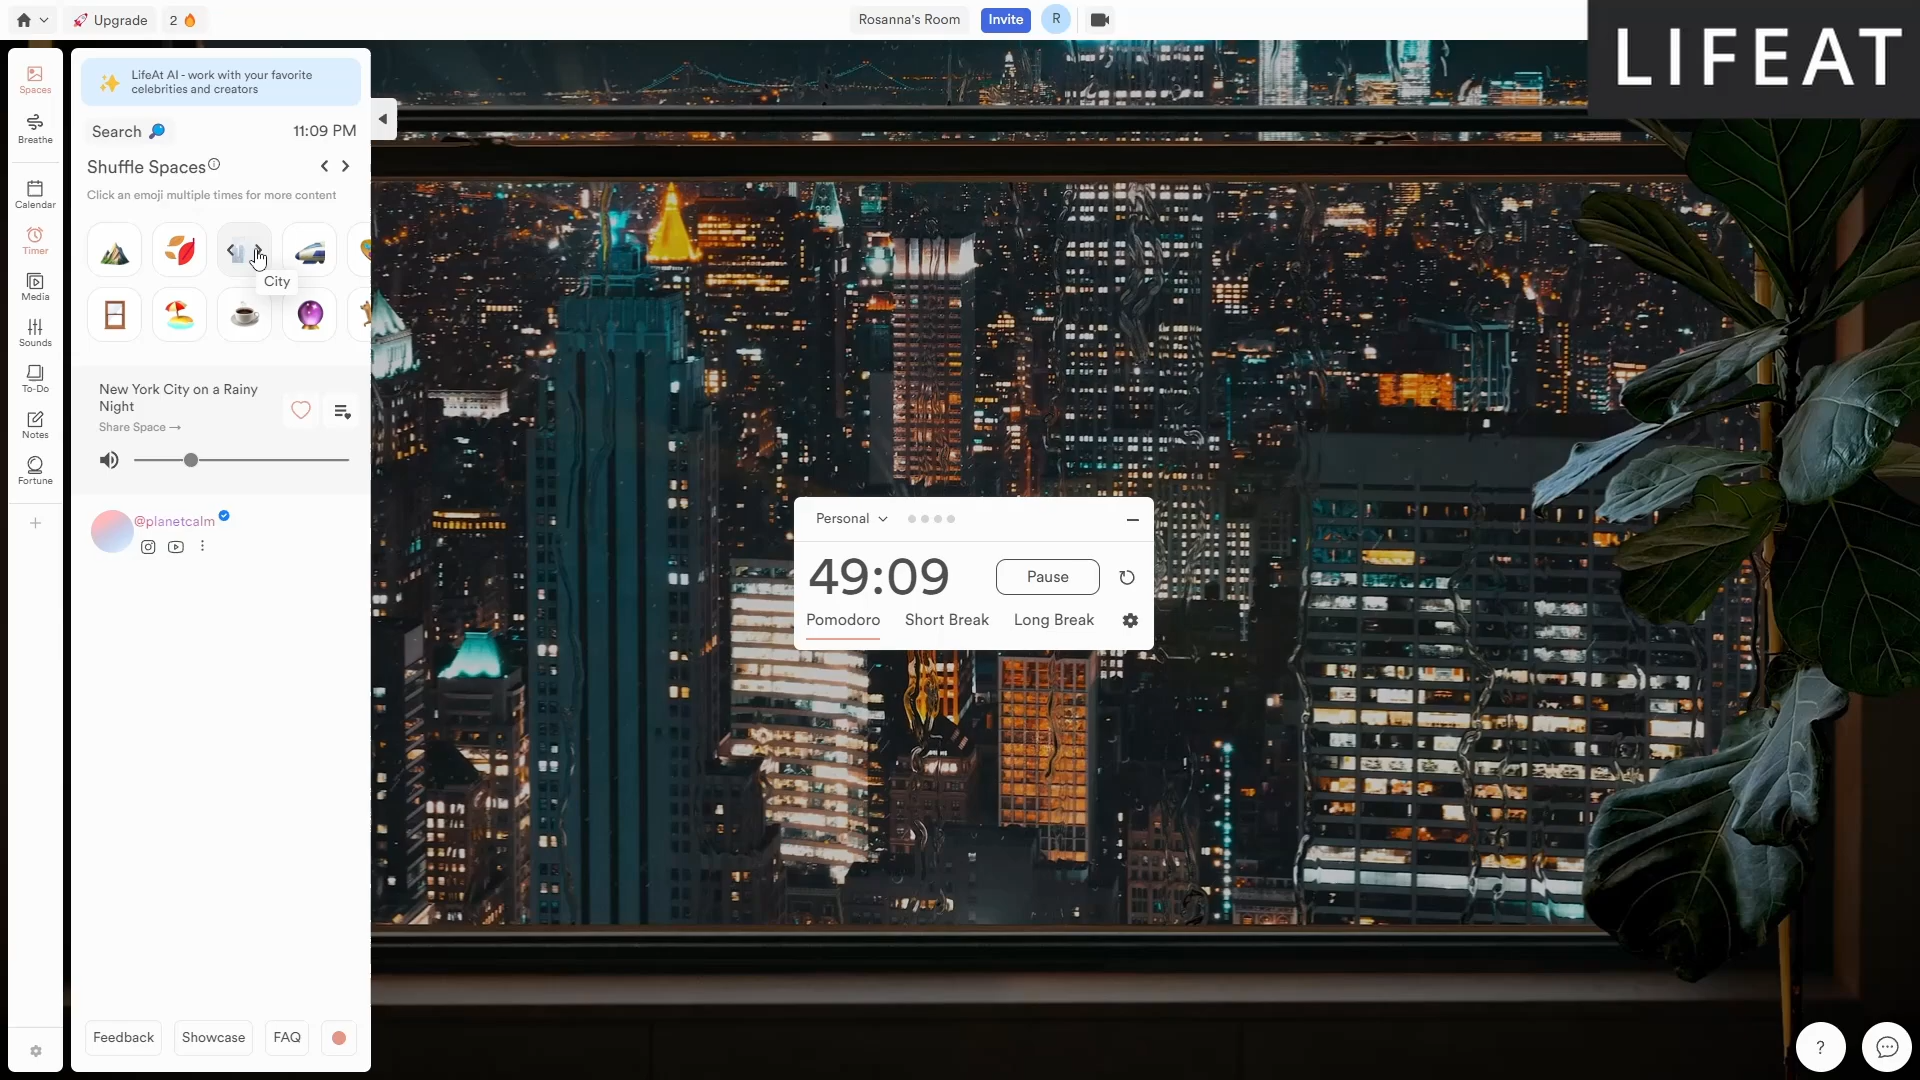 Upgrade
2
Rosanna's Room
Invite
R
LIFEAT
Spaces
Breathe
Calendar
Timer
Media
Sounds
To-Do
Notes
Fortune
LifeAt AI - work with your favorite
celebrities and creators
Search
11:09 PM
Shuffle Spaces
Click an emoji multiple times for more content
City
New York City on a Rainy
Night
Share Space →
@planetcalm
Personal
49:09
Pause
Pomodoro
Short Break
Long Break
Feedback
Showcase
FAQ
?